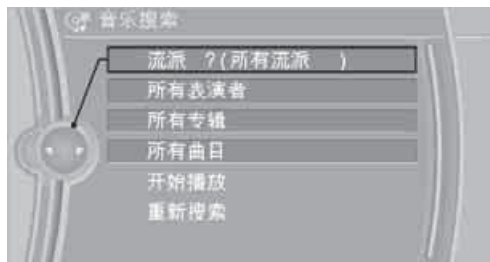 音乐搜索
流派 ?(所有流派 )
所有表演者
所有专辑
所有曲目
开始播放
重新搜索